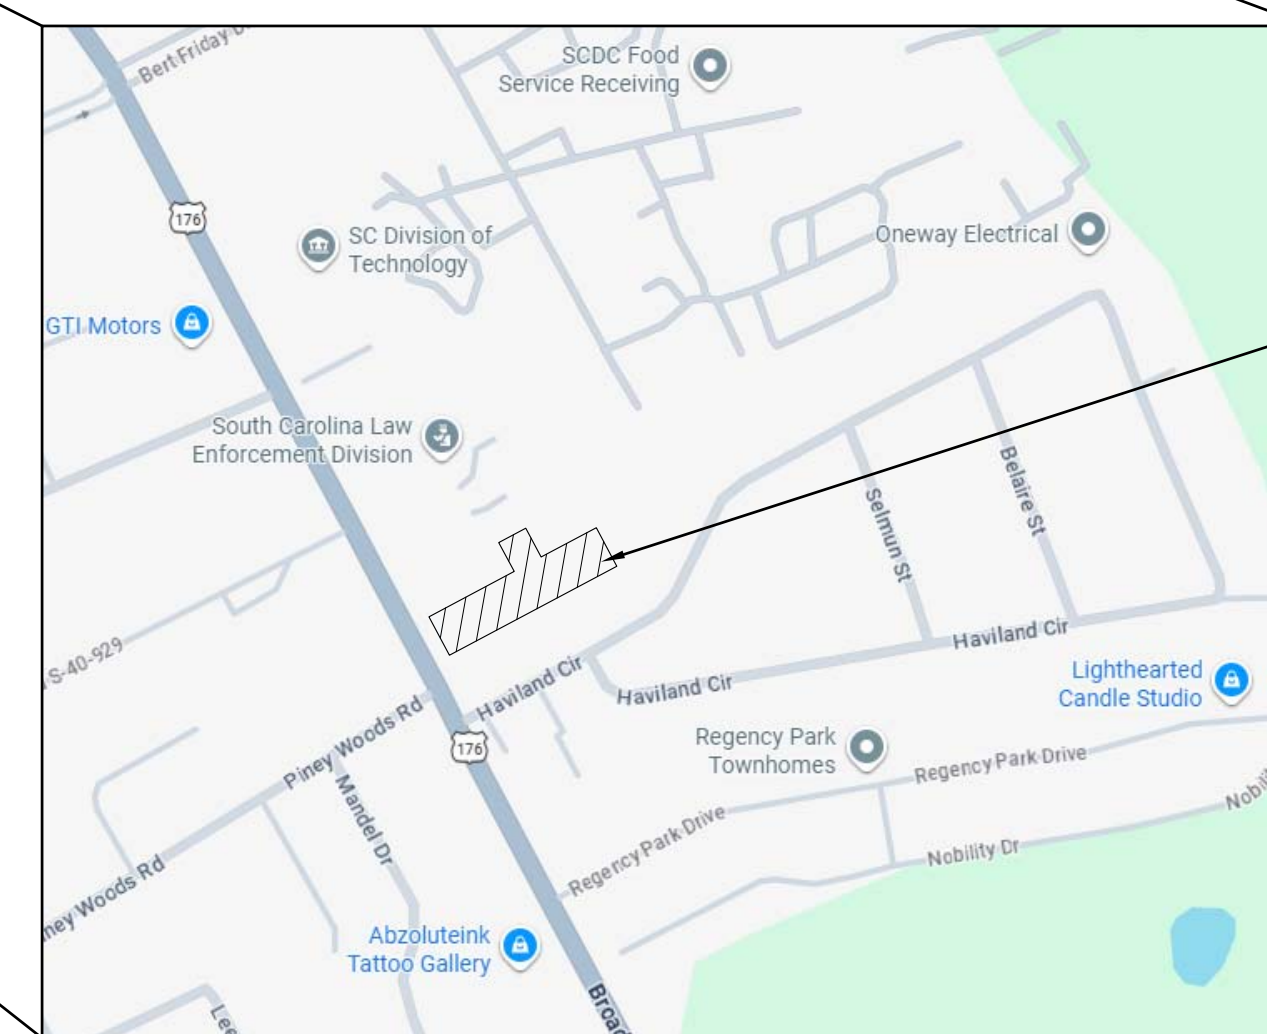 Bert Friday
SCDC Food
Service Receiving
176
SC Division of
Technology
Oneway Electrical
GTI Motors
South Carolina Law
Enforcement Division
Belaire St
Selmun St
S-40-929
Haviland Cir
Haviland Cir
Haviland Cir
Lighthearted
Candle Studio
Piney Woods Rd
176
Regency Park
Townhomes
Regency Park Drive
Mandel Dr
Regency Park Drive
Nobility Dr
Woods Rd
Abzoluteink
Tattoo Gallery